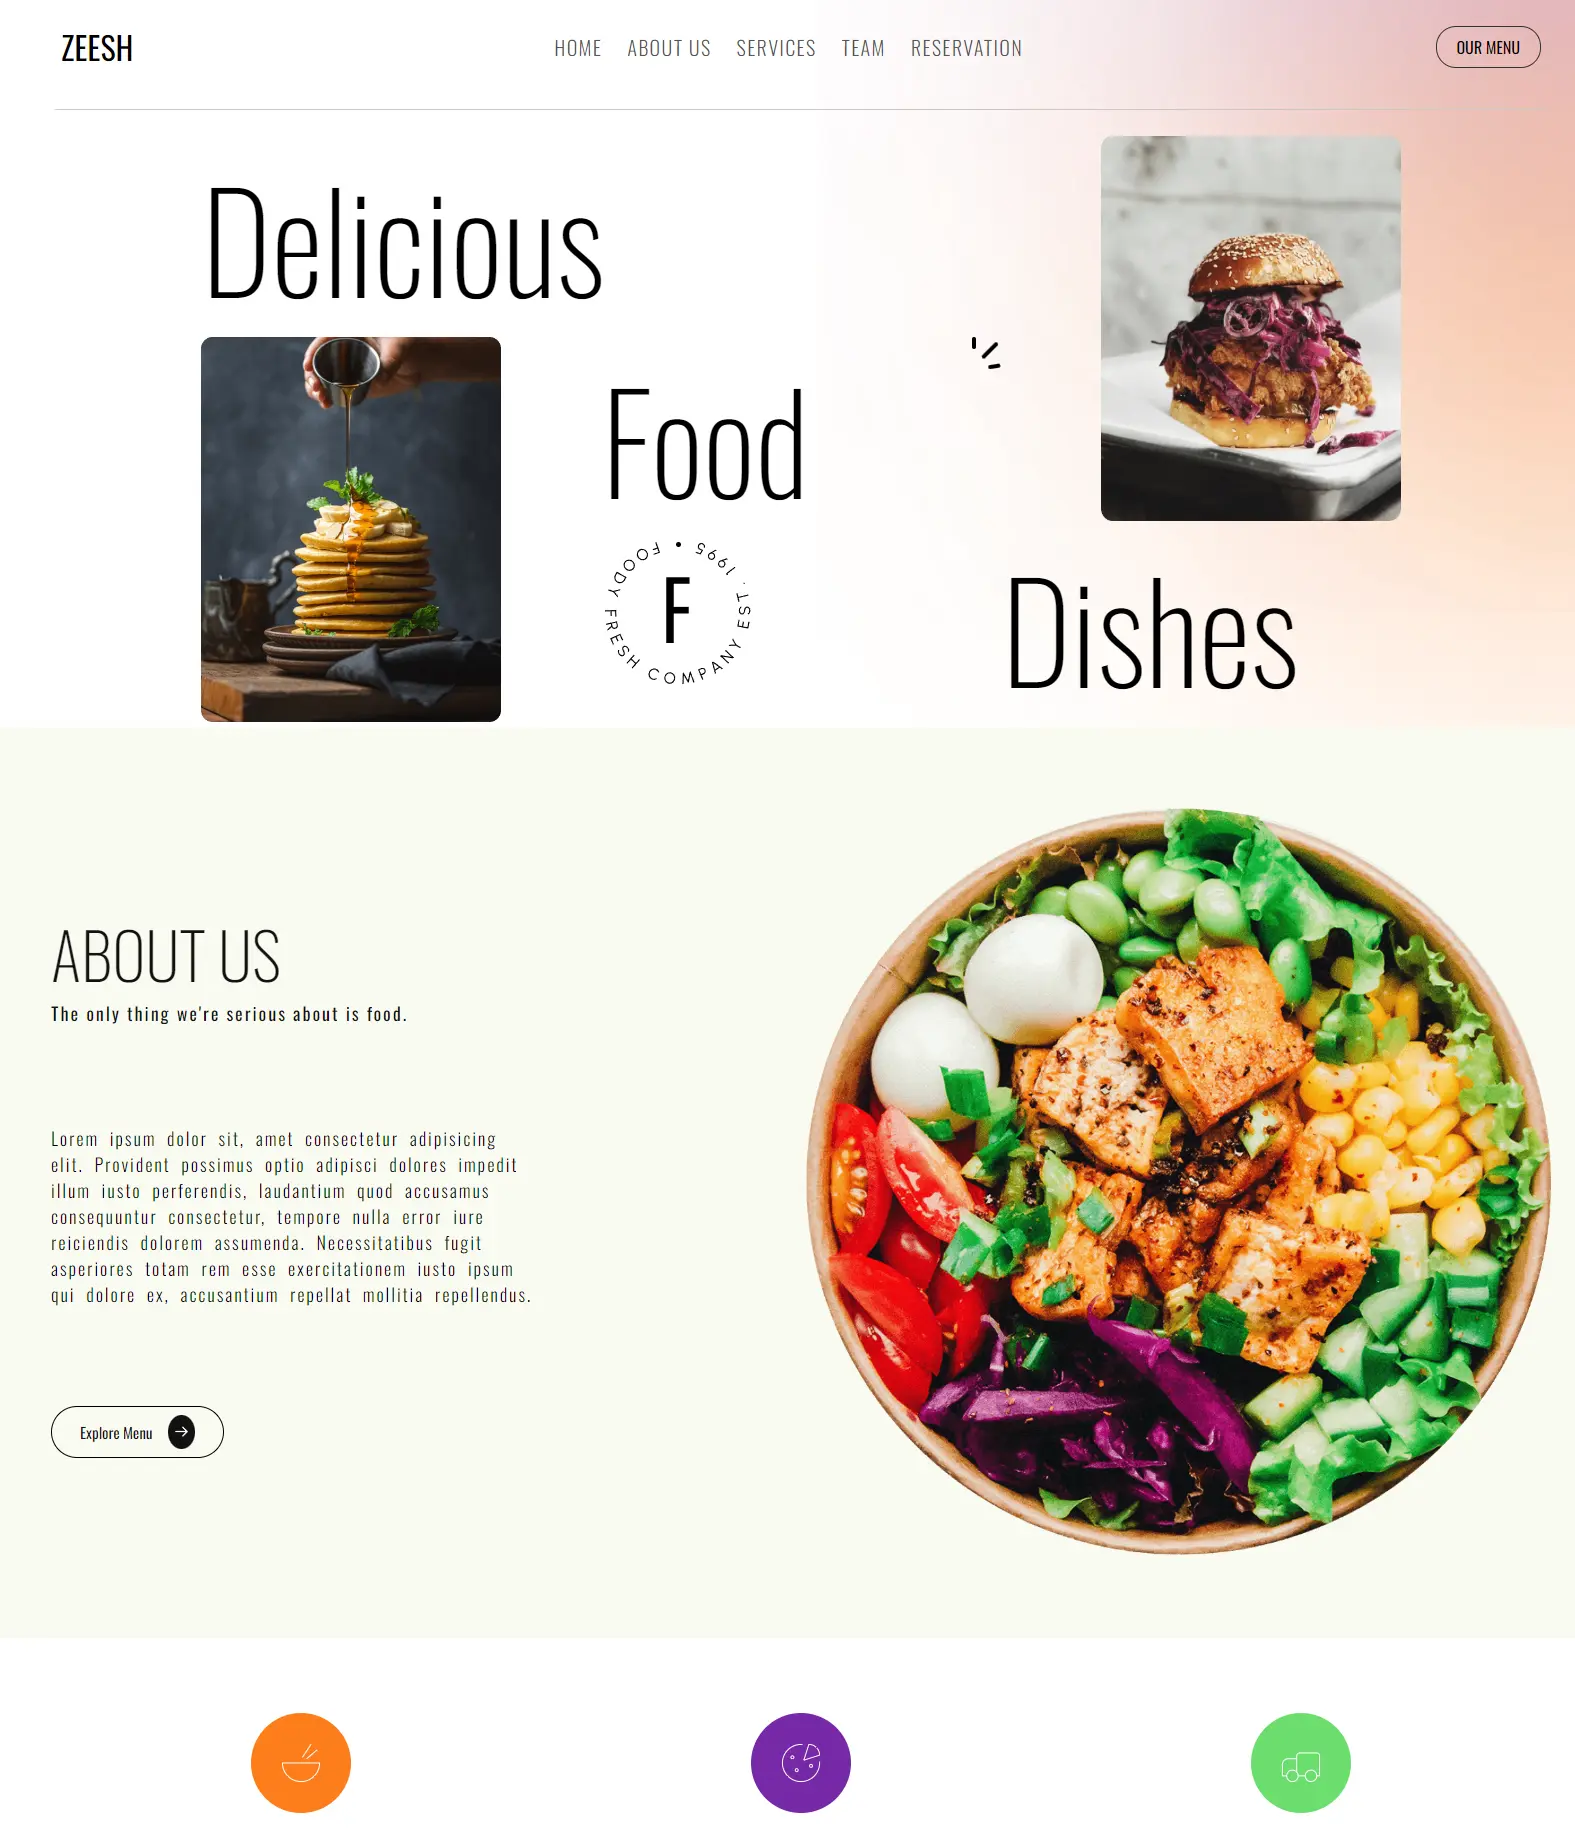 ZEESH
HOME ABOUT US SERVICES TEAM RESERVATION
OUR MENU
Delicious
Food
FOODY FRESH COMPANY EST . 1995 •
F
Dishes
ABOUT US
The only thing we're serious about is food.
Lorem ipsum dolor sit, amet consectetur adipisicing
elit. Provident possimus optio adipisci dolores impedit
illum iusto perferendis, laudantium quod accusamus
consequuntur consectetur, tempore nulla error iure
reiciendis dolorem assumenda. Necessitatibus fugit
asperiores totam rem esse exercitationem iusto ipsum
qui dolore ex, accusantium repellat mollitia repellendus.
Explore Menu